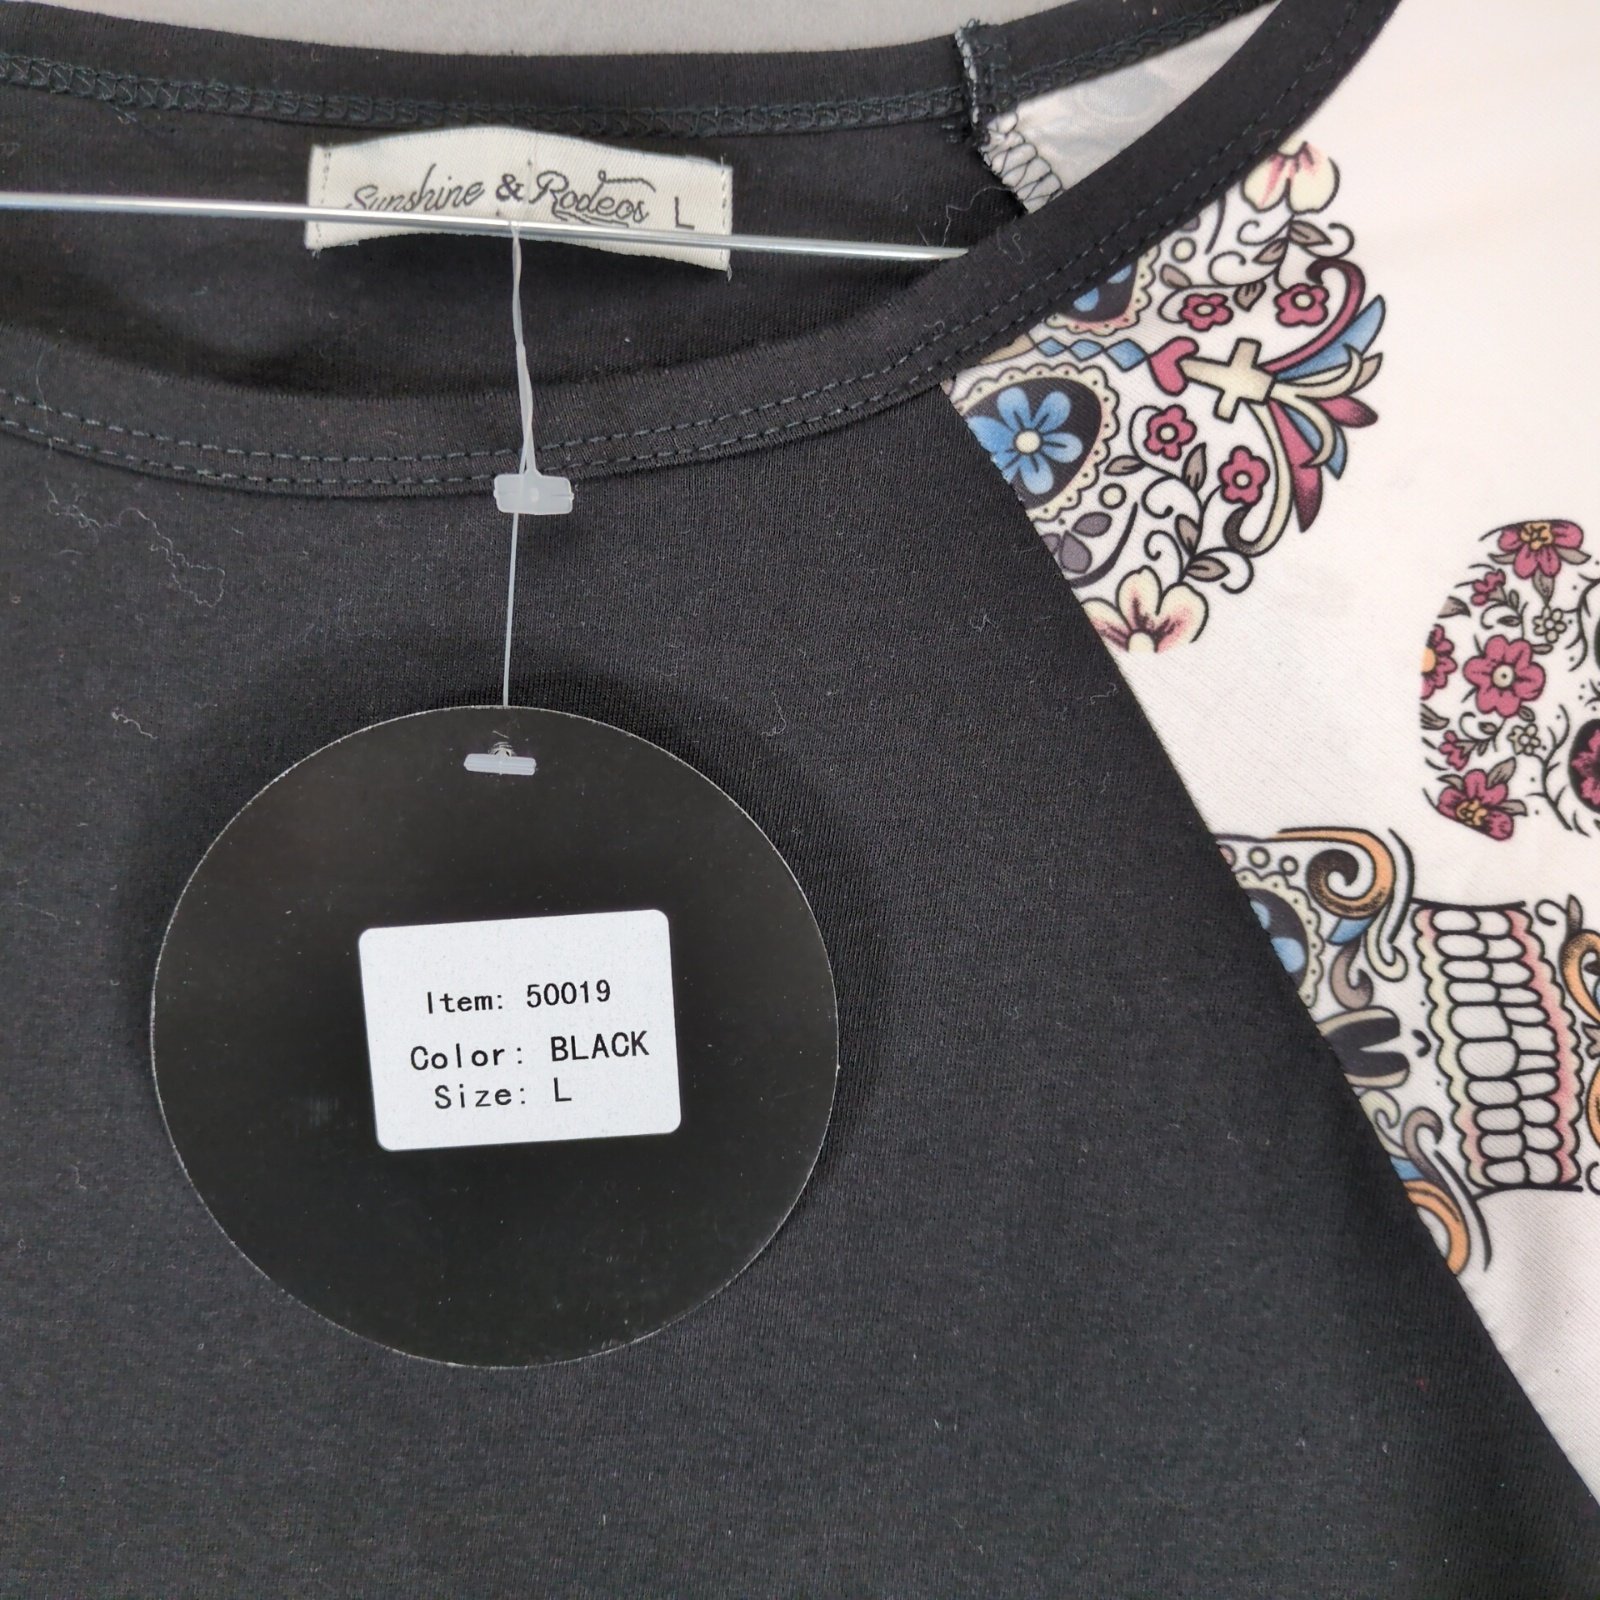 Sunshine & Rodeos L
Item: 50019
Color: BLACK
Size: L